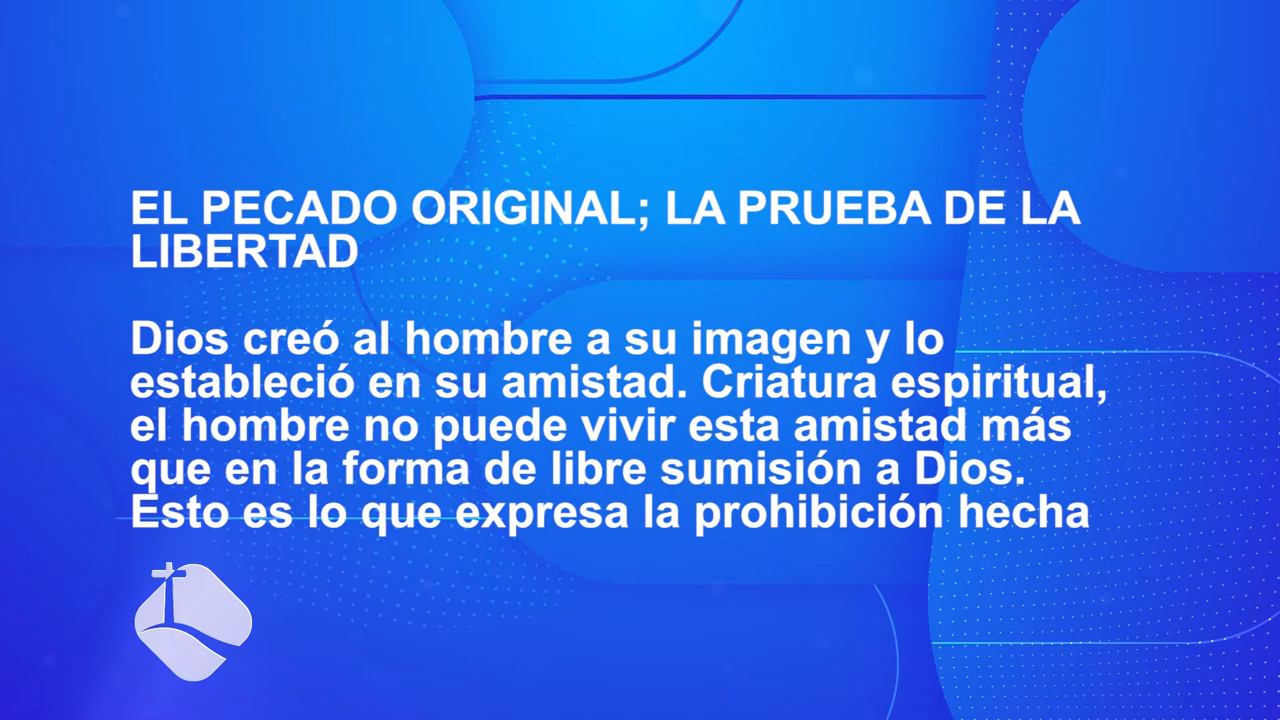 EL PECADO ORIGINAL; LA PRUEBA DE LA
LIBERTAD
Dios creó al hombre a su imagen y lo
estableció en su amistad. Criatura espiritual,
el hombre no puede vivir esta amistad más
que en la forma de libre sumisión a Dios.
Esto es lo que expresa la prohibición hecha